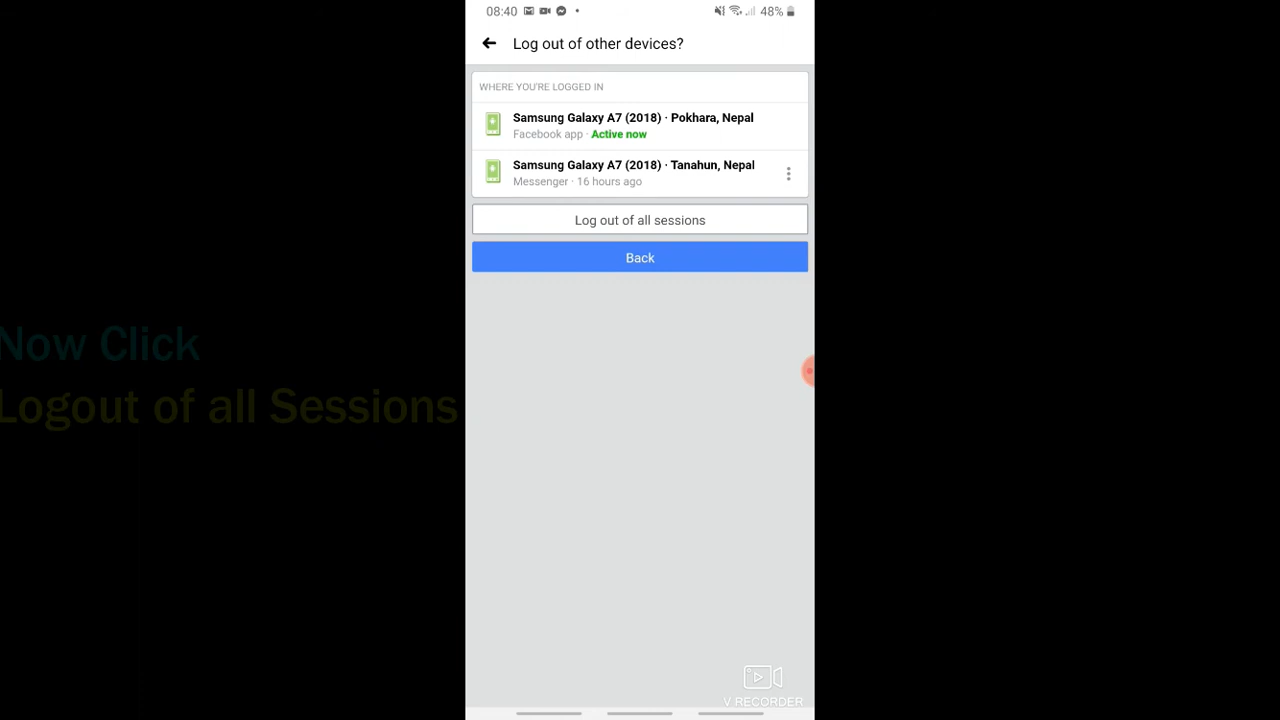 08:40
48%
Log out of other devices?
WHERE YOU'RE LOGGED IN
Samsung Galaxy A7 (2018) · Pokhara, Nepal
Facebook app · Active now
Samsung Galaxy A7 (2018) · Tanahun, Nepal
Messenger · 16 hours ago
Log out of all sessions
Back
Now Click
Logout of all Sessions
V RECORDER